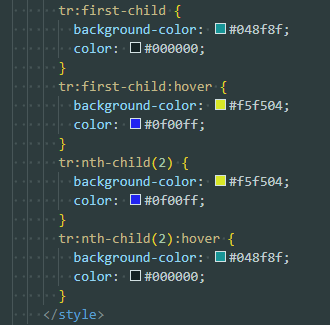 tr:first-child {
background-color: #048f8f;
color: #000000;
}
tr:first-child:hover {
background-color: #f5f504;
color: #0f00ff;
}
tr:nth-child(2) {
background-color: #f5f504;
color: #0f00ff;
}
tr:nth-child(2):hover {
background-color: #048f8f;
color: #000000;
}
</style>